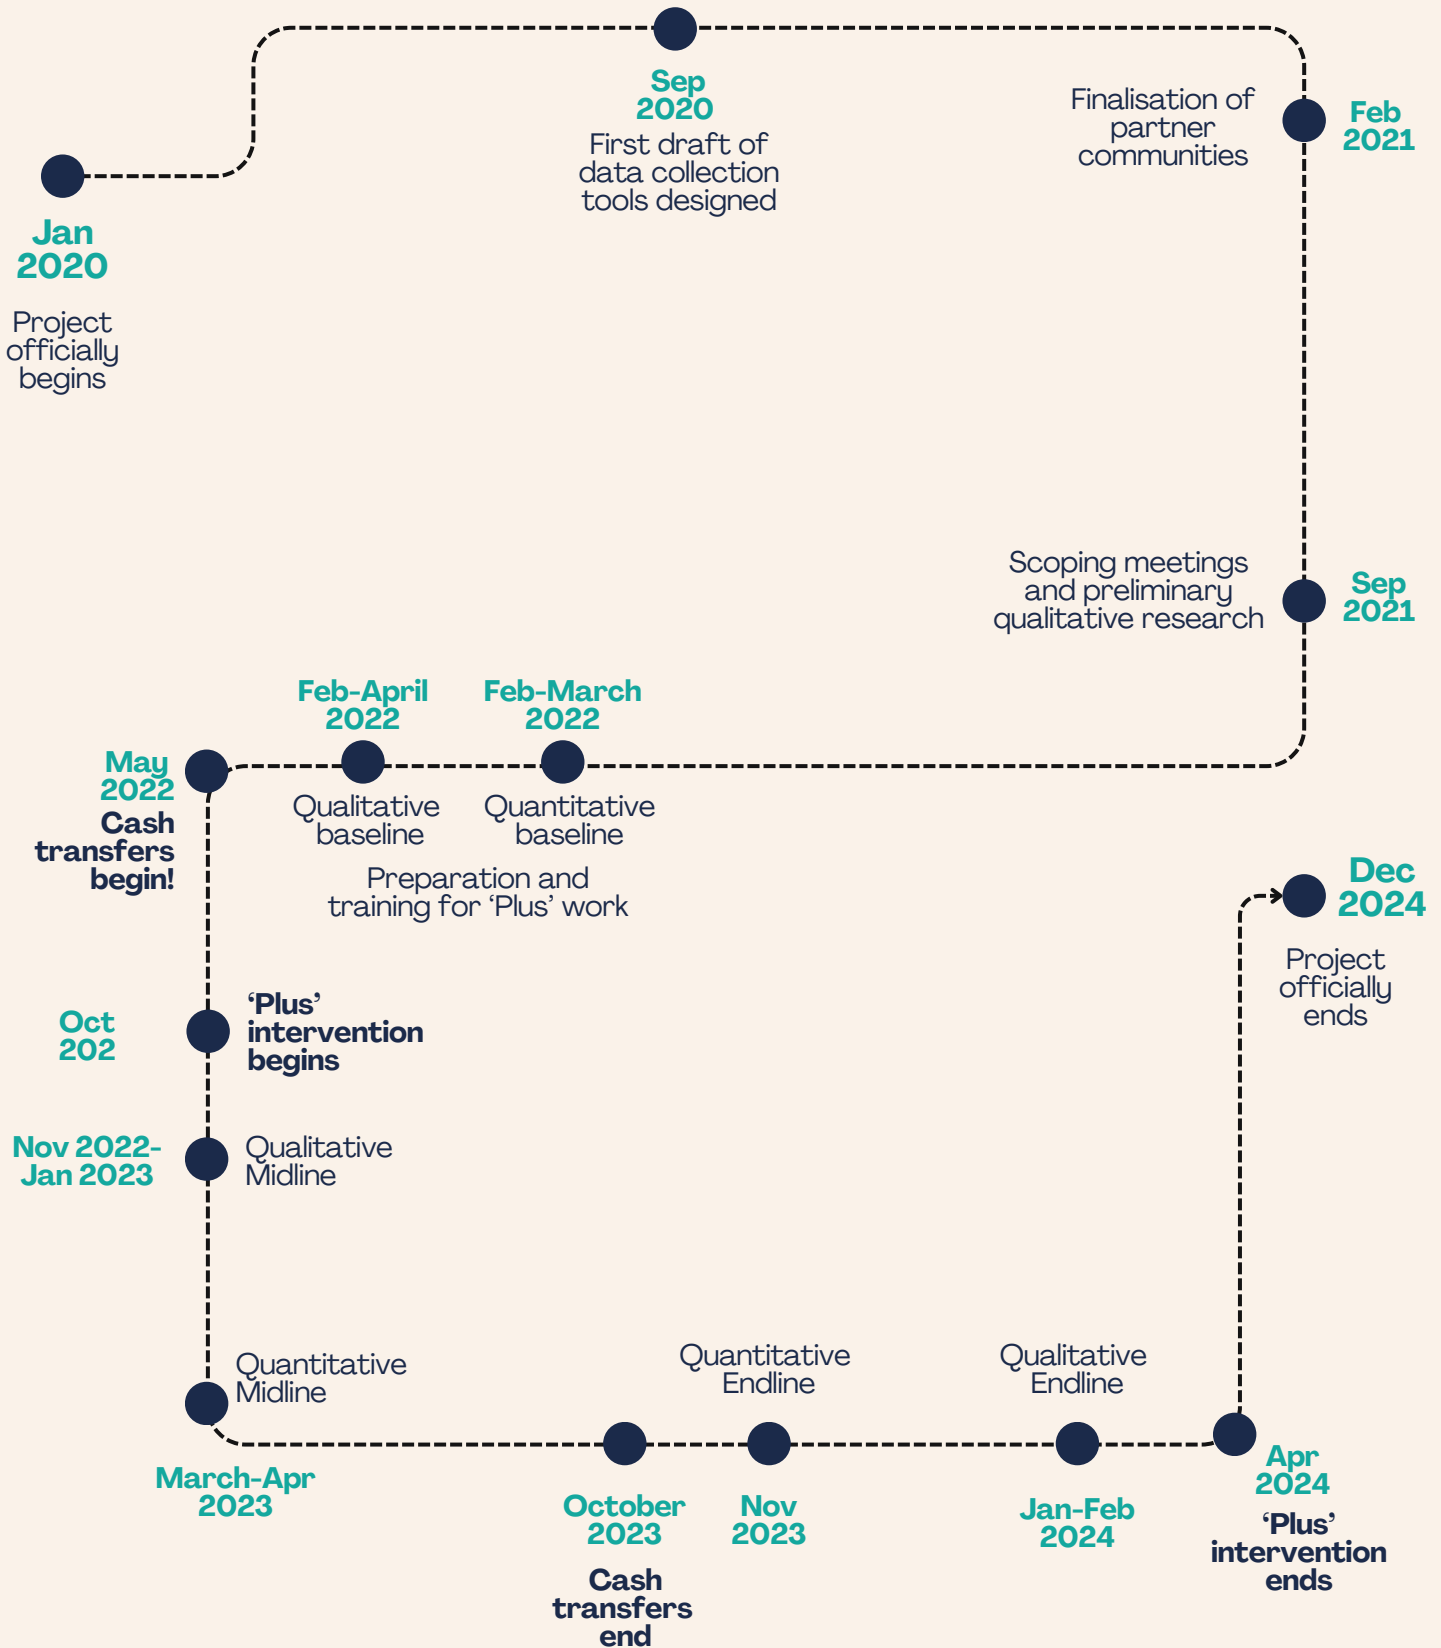 Jan
2020
Project
officially
begins
Sep
2020
First draft of
data collection
tools designed
Finalisation of
partner
communities
Feb
2021
Scoping meetings
and preliminary
qualitative research
Sep
2021
Feb-March
2022
Quantitative
baseline
Feb-April
2022
Qualitative
baseline
Preparation and
training for ‘Plus’ work
May
2022
Cash
transfers
begin!
Oct
202
‘Plus’
intervention
begins
Nov 2022-
Jan 2023
Qualitative
Midline
Quantitative
Midline
March-Apr
2023
October
2023
Cash
transfers
end
Quantitative
Endline
Nov
2023
Qualitative
Endline
Jan-Feb
2024
Apr
2024
‘Plus’
intervention
ends
Dec
2024
Project
officially
ends